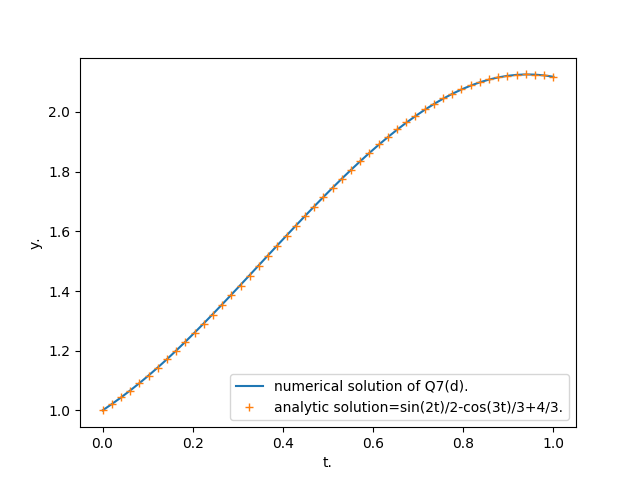 2.0
1.8
1.6
1.4
1.2
1.0
y.
numerical solution of Q7(d).
analytic solution=sin(2t)/2-cos(3t)/3+4/3.
0.0 0.2 0.4 0.6 0.8 1.0
t.